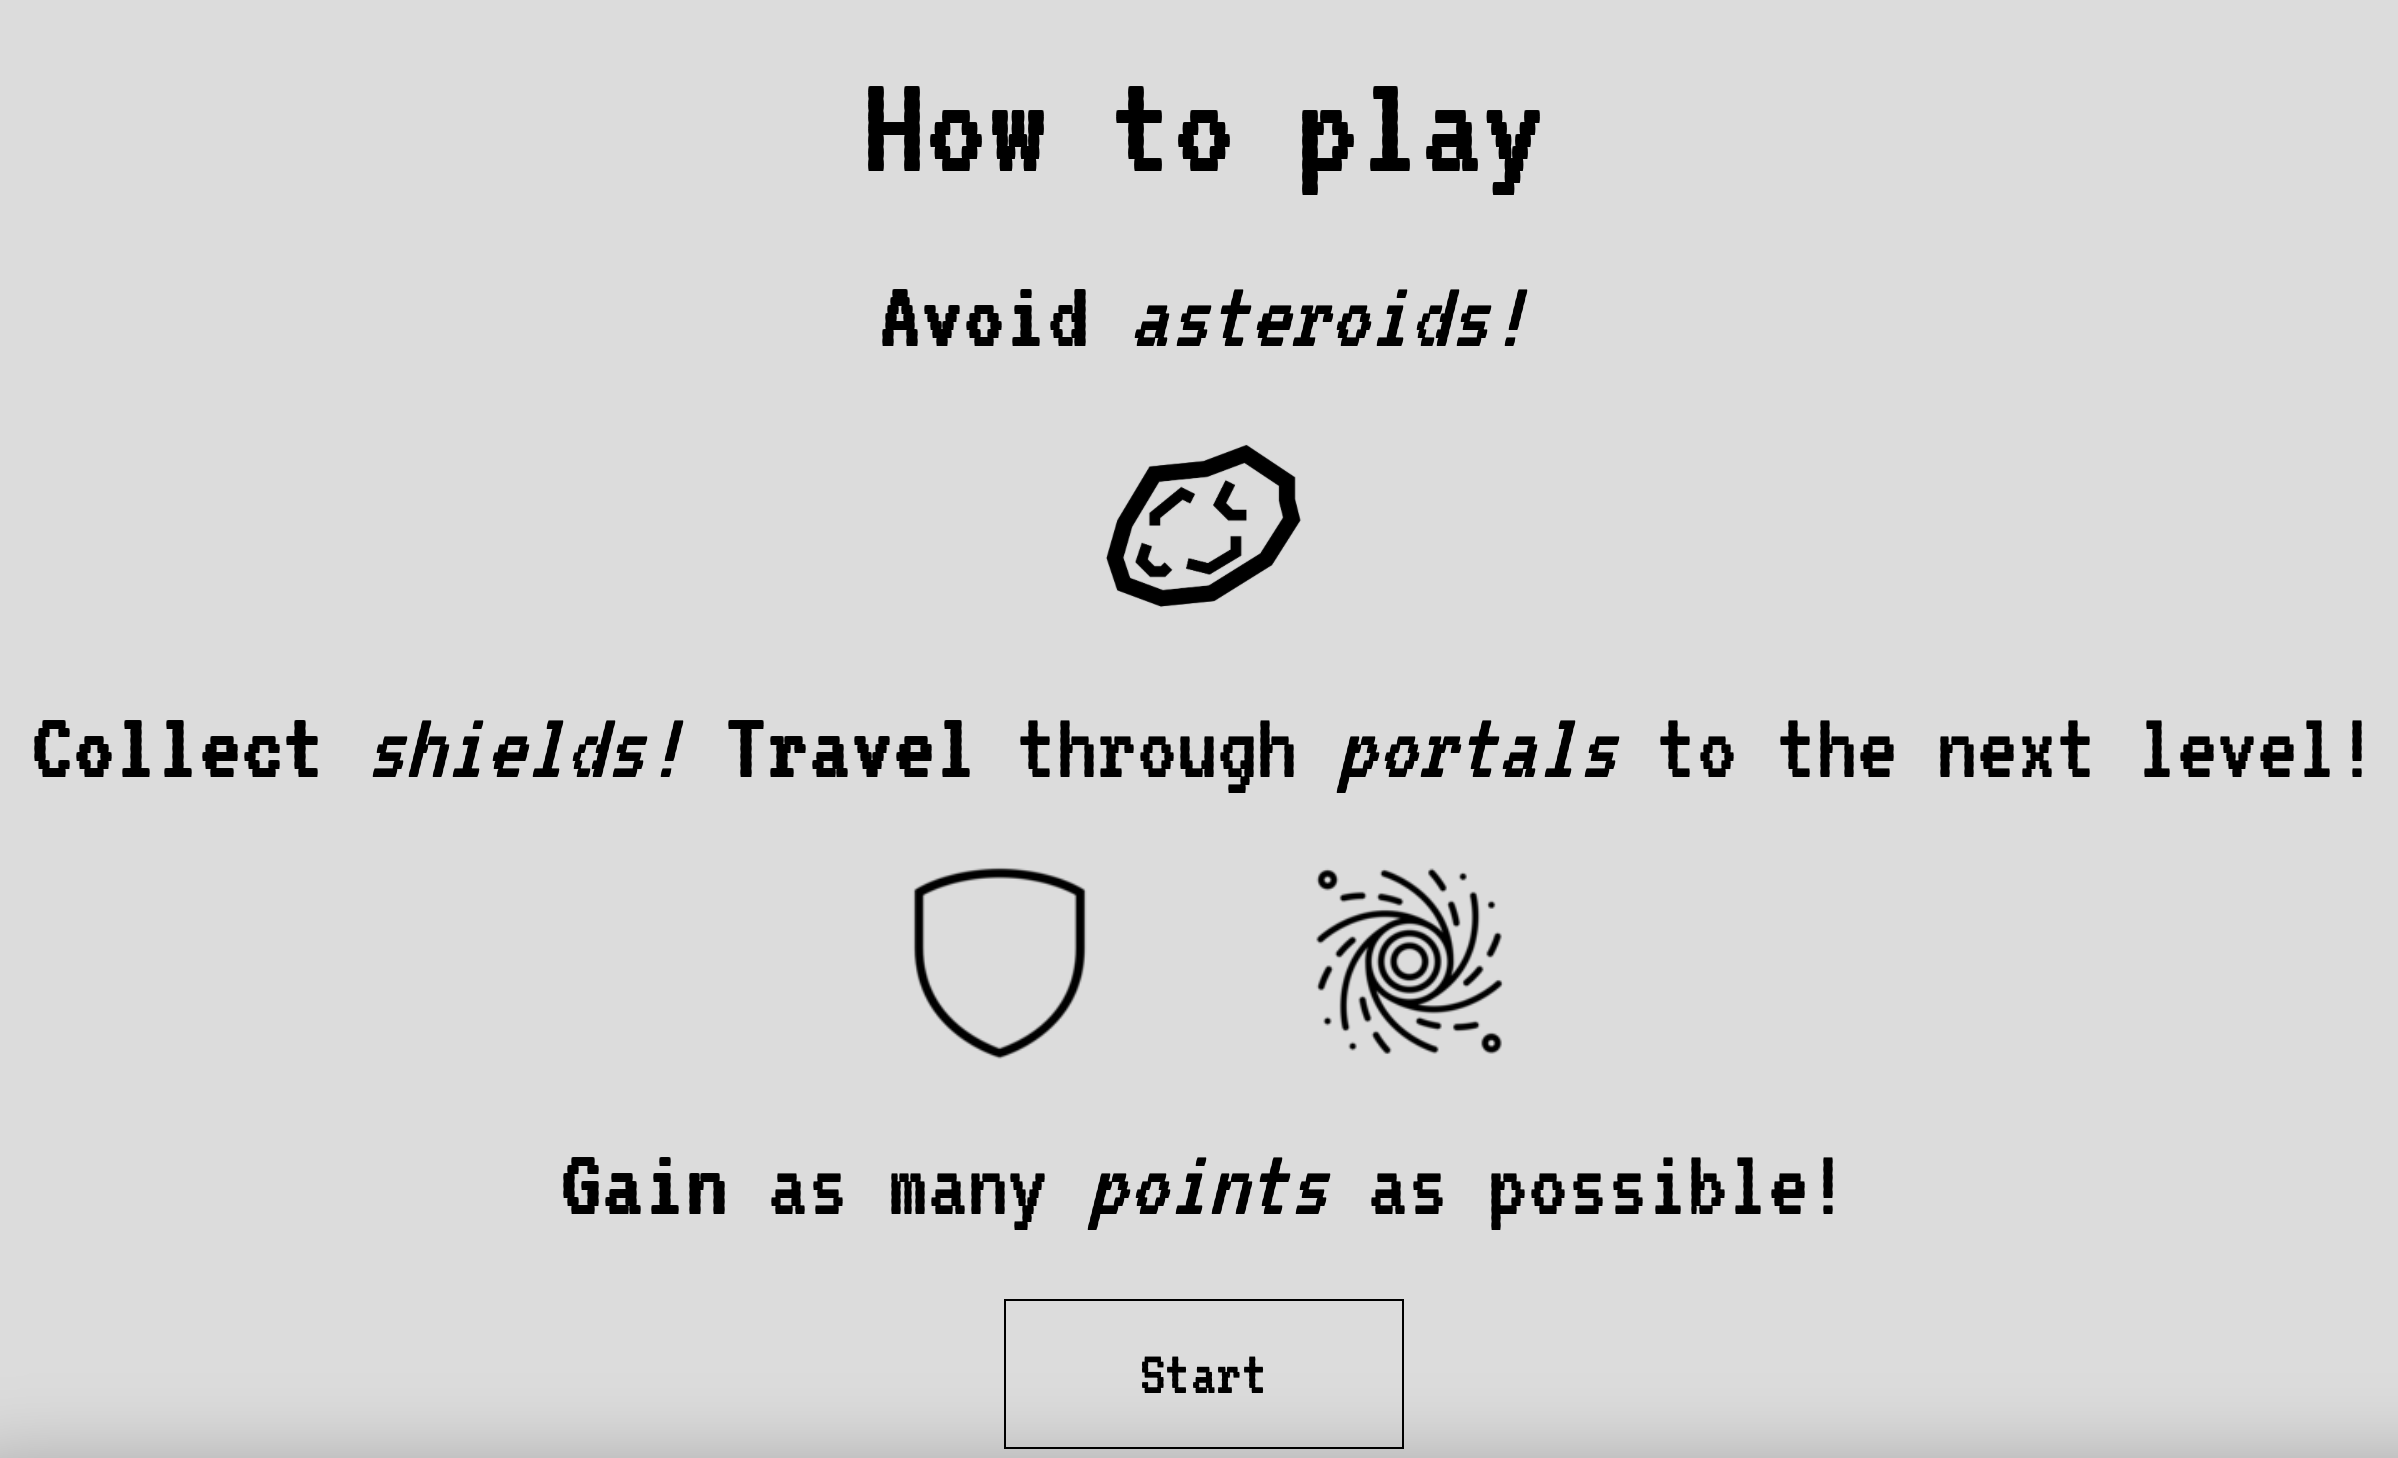 How to play
Avoid asteroids!
Collect shields! Travel through portals to the next level!
Gain as many points as possible!
Start